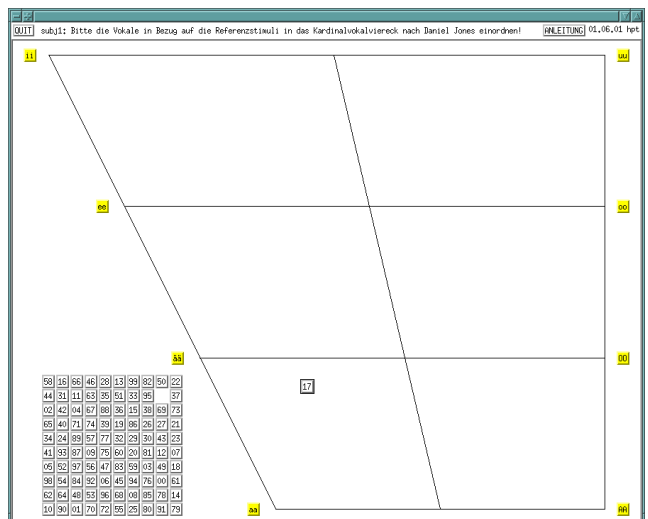 QUIT subj1: Bitte die Vokale in Bezug auf die Referenzstimuli in das Kardinalvokalviereck nach Daniel Jones einordnen! ANLEITUNG 01.06.01 hpt
ii uu
ee oo
ää OO
17
58 16 66 46 28 13 99 82 50 22
44 31 11 63 35 51 33 95 37
02 42 04 67 88 36 15 38 69 73
65 40 71 74 39 19 86 26 27 21
34 24 89 57 77 32 29 30 43 23
41 93 87 09 75 60 20 81 12 07
05 52 97 56 47 83 59 03 49 18
98 54 84 92 06 45 94 76 00 61
62 64 48 53 96 68 08 85 78 14
10 90 01 70 72 55 25 80 91 79
aa AA